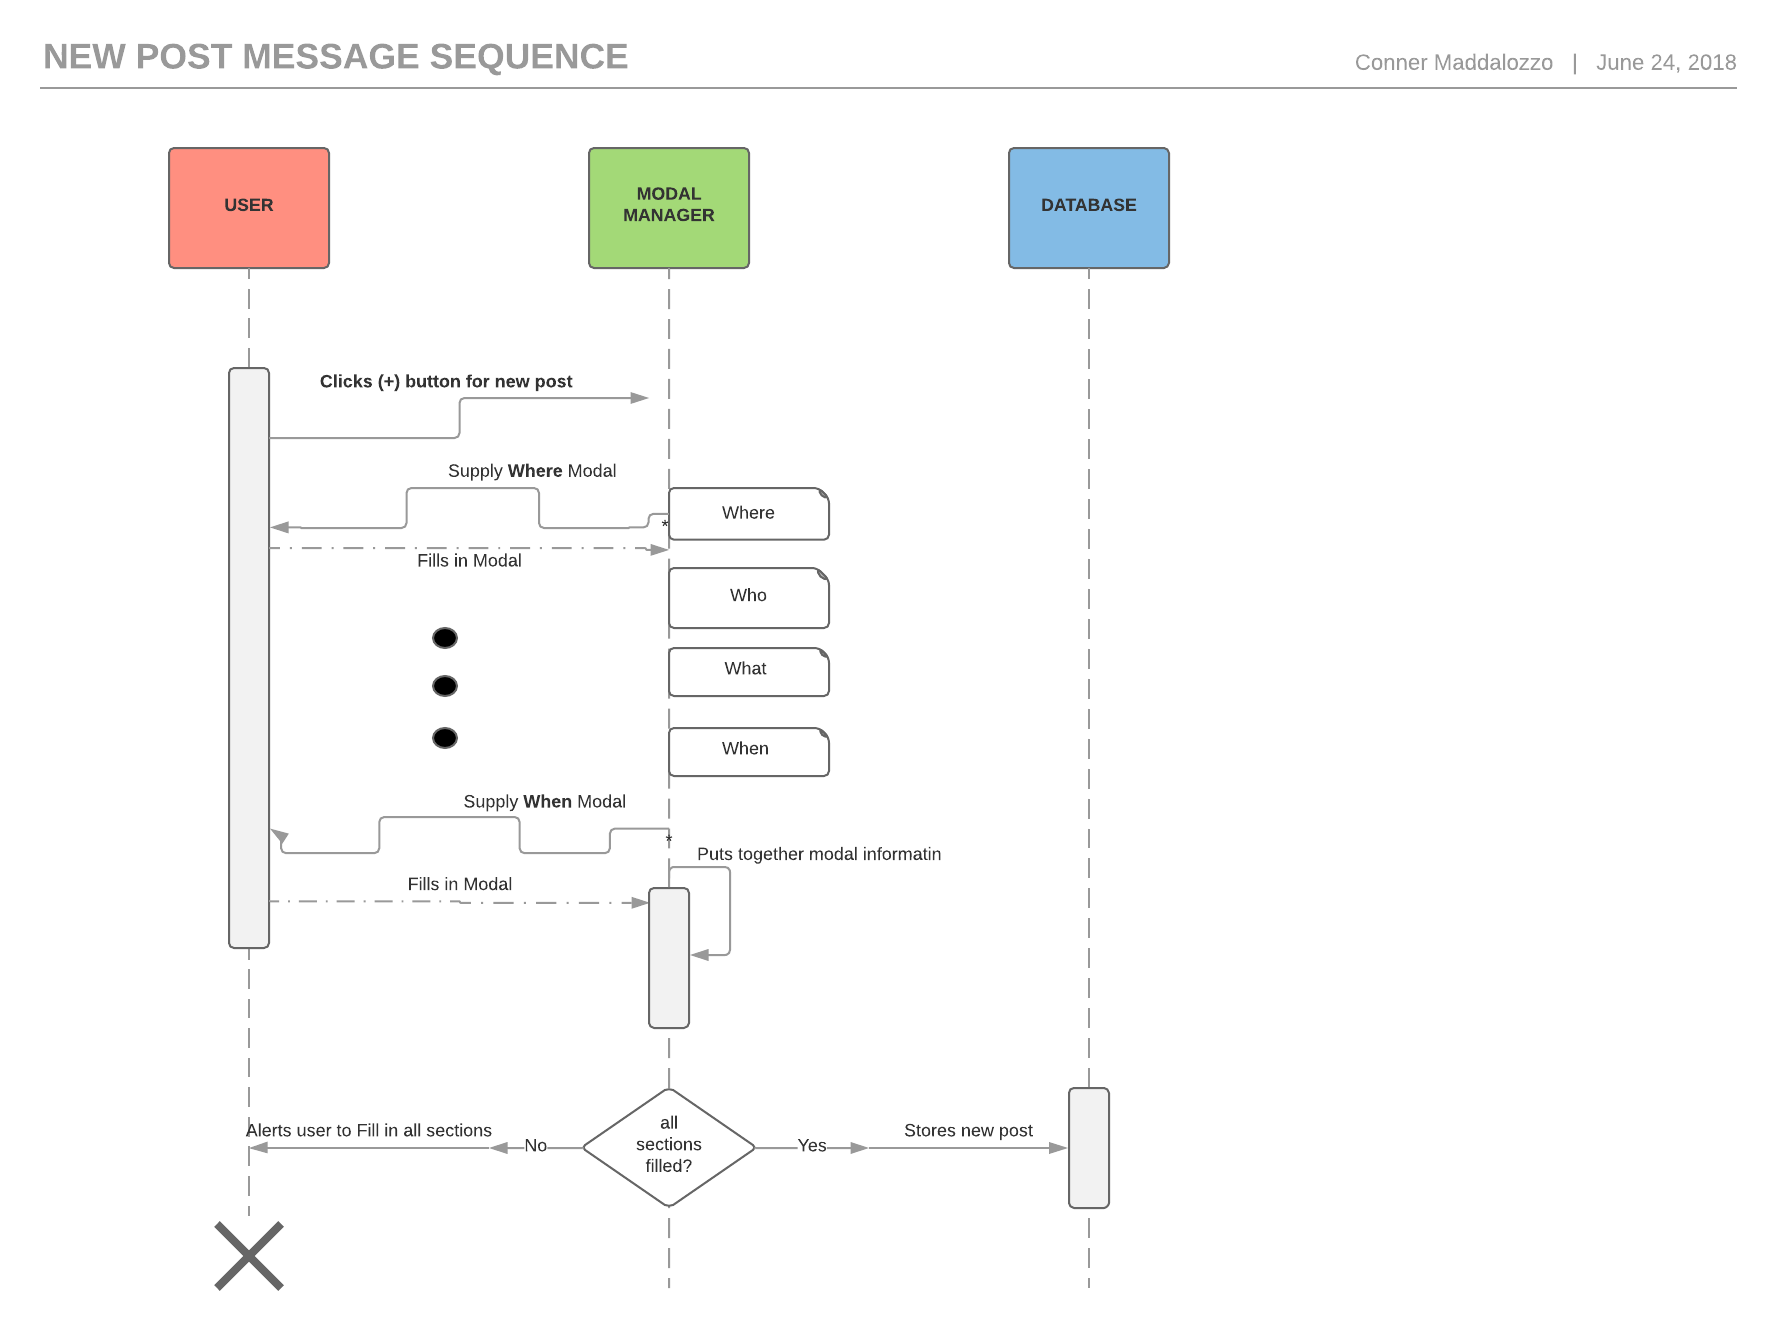 NEW POST MESSAGE SEQUENCE
Conner Maddalozzo | June 24, 2018
USER
MODAL
MANAGER
DATABASE
Clicks (+) button for new post
Supply Where Modal
Where
*
Fills in Modal
Who
What
When
Supply When Modal
*
Puts together modal informatin
Fills in Modal
all
sections
filled?
Alerts user to Fill in all sections
No
Yes
Stores new post